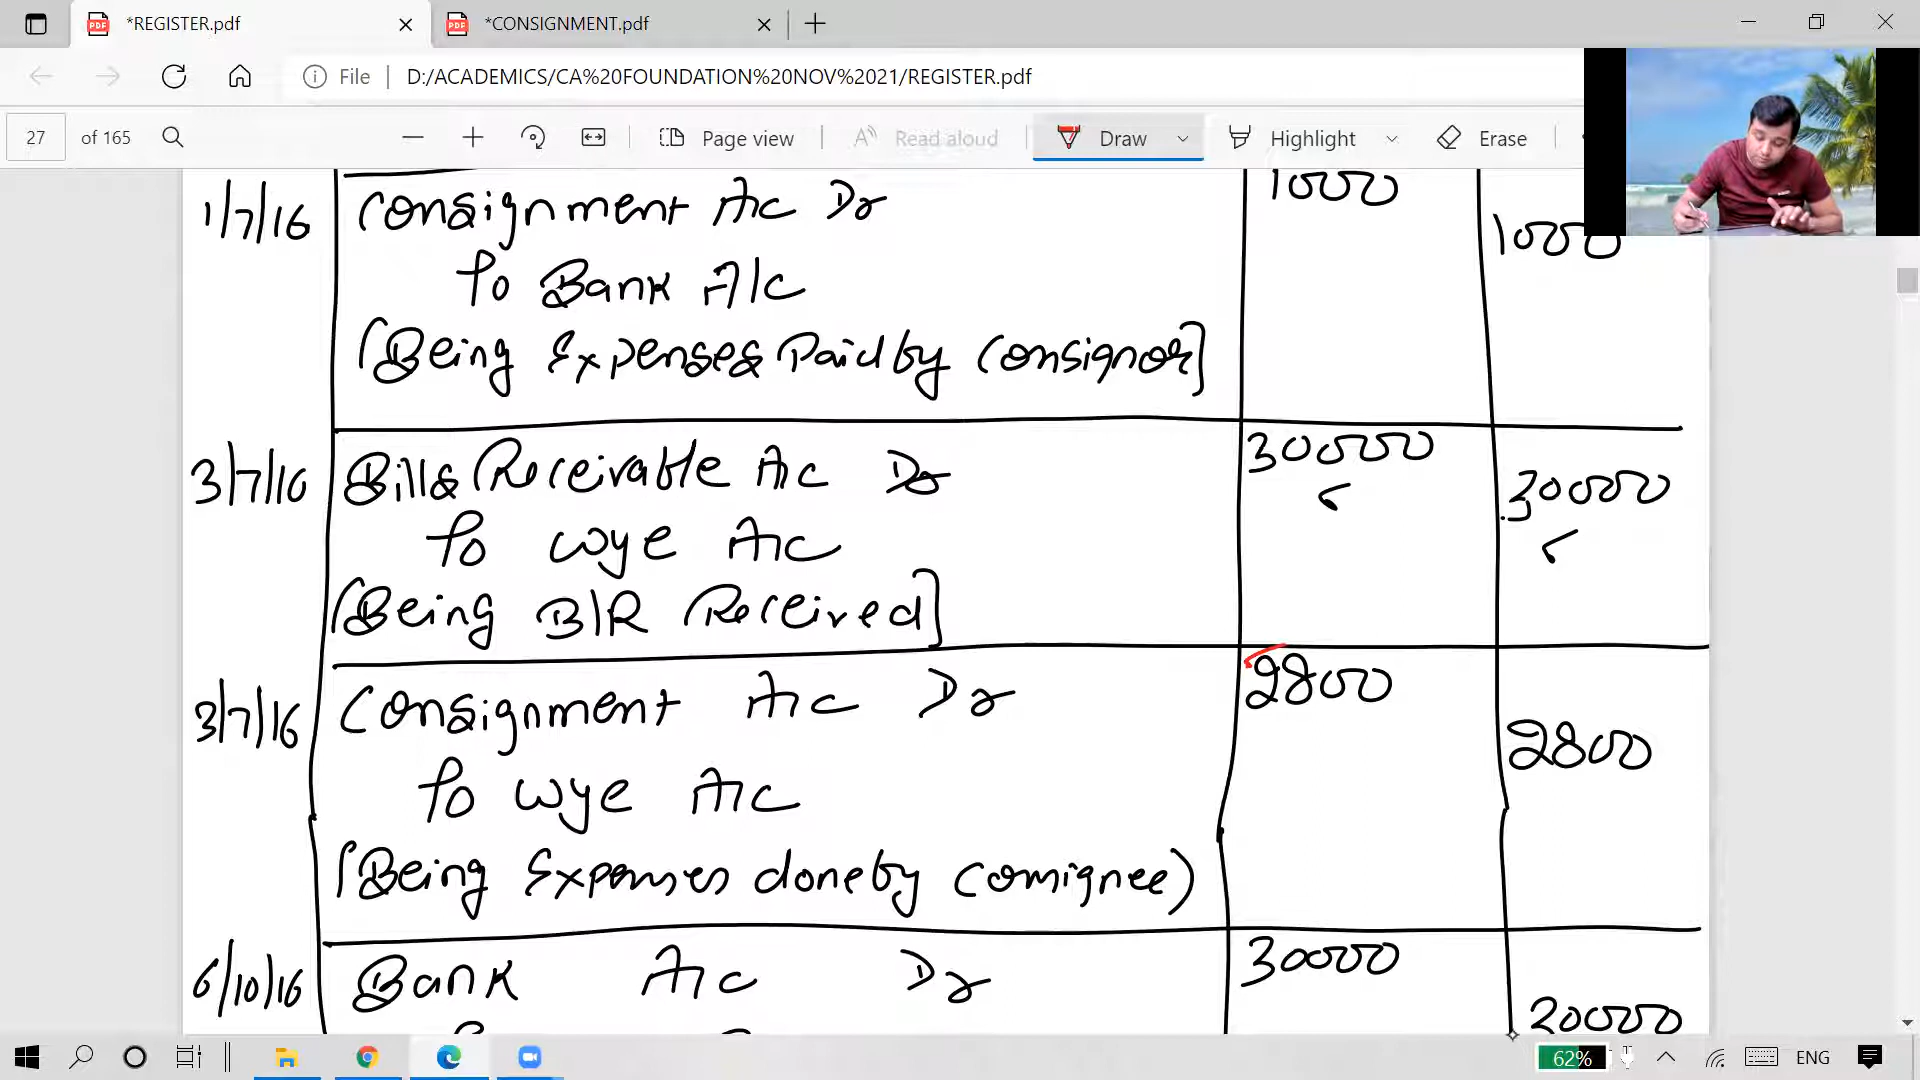 *REGISTER.pdf
*CONSIGNMENT.pdf
File
D:/ACADEMICS/CA%20FOUNDATION%20NOV%2021/REGISTER.pdf
27 of 165
Page view
Read aloud
Draw
Highlight
Erase
1000
1/7/16 Consignment A/c Dr
1000
To Bank A/c
(Being Expenses Paid by Consignor]
3/7/16 Bills Receivable A/c Dr 30000
30000
To Wye A/c
(Being B/R Received]
3/7/16 Consignment A/c Dr 2800
2800
To Wye A/c
(Being Expenses done by Consignee)
6/10/16 Bank A/c Dr 30000
62%
ENG